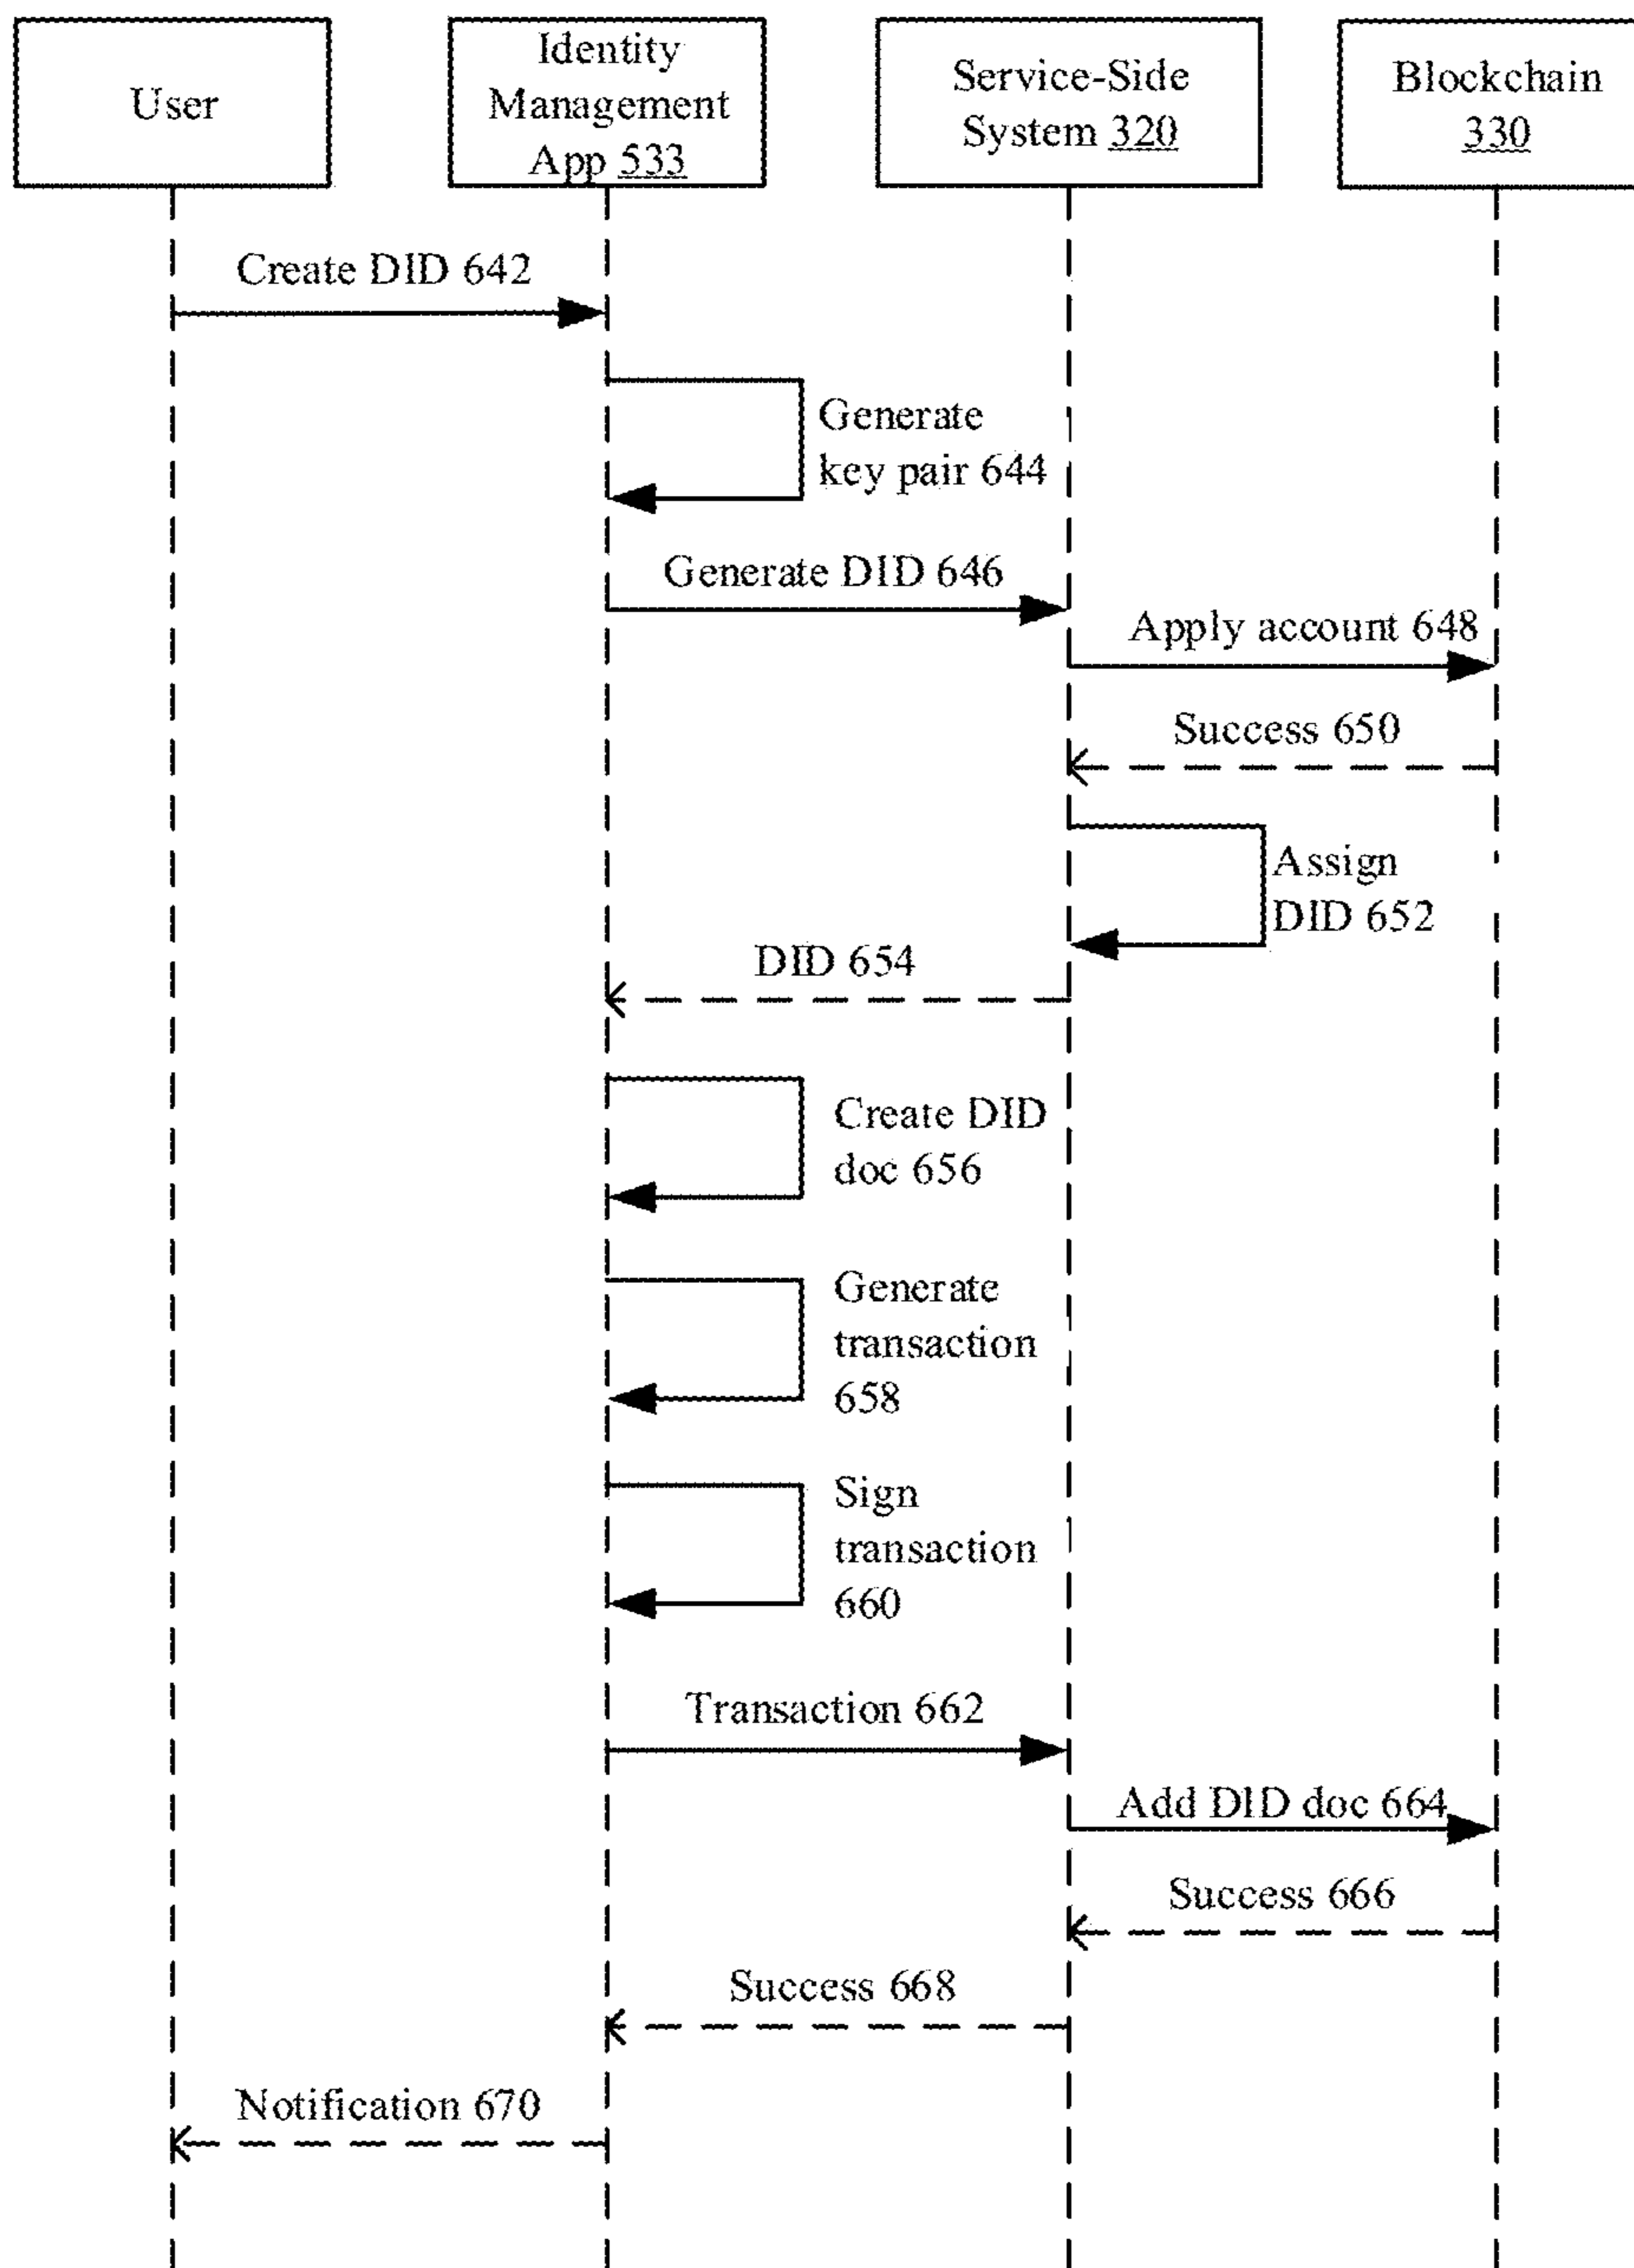 User
Identity
Management
App 533
Service-Side
System 320
Blockchain
330
Create DID 642
Generate
key pair 644
Generate DID 646
Apply account 648
Success 650
Assign
DID 652
DID 654
Create DID
doc 656
Generate
transaction
658
Sign
transaction
660
Transaction 662
Add DID doc 664
Success 666
Success 668
Notification 670